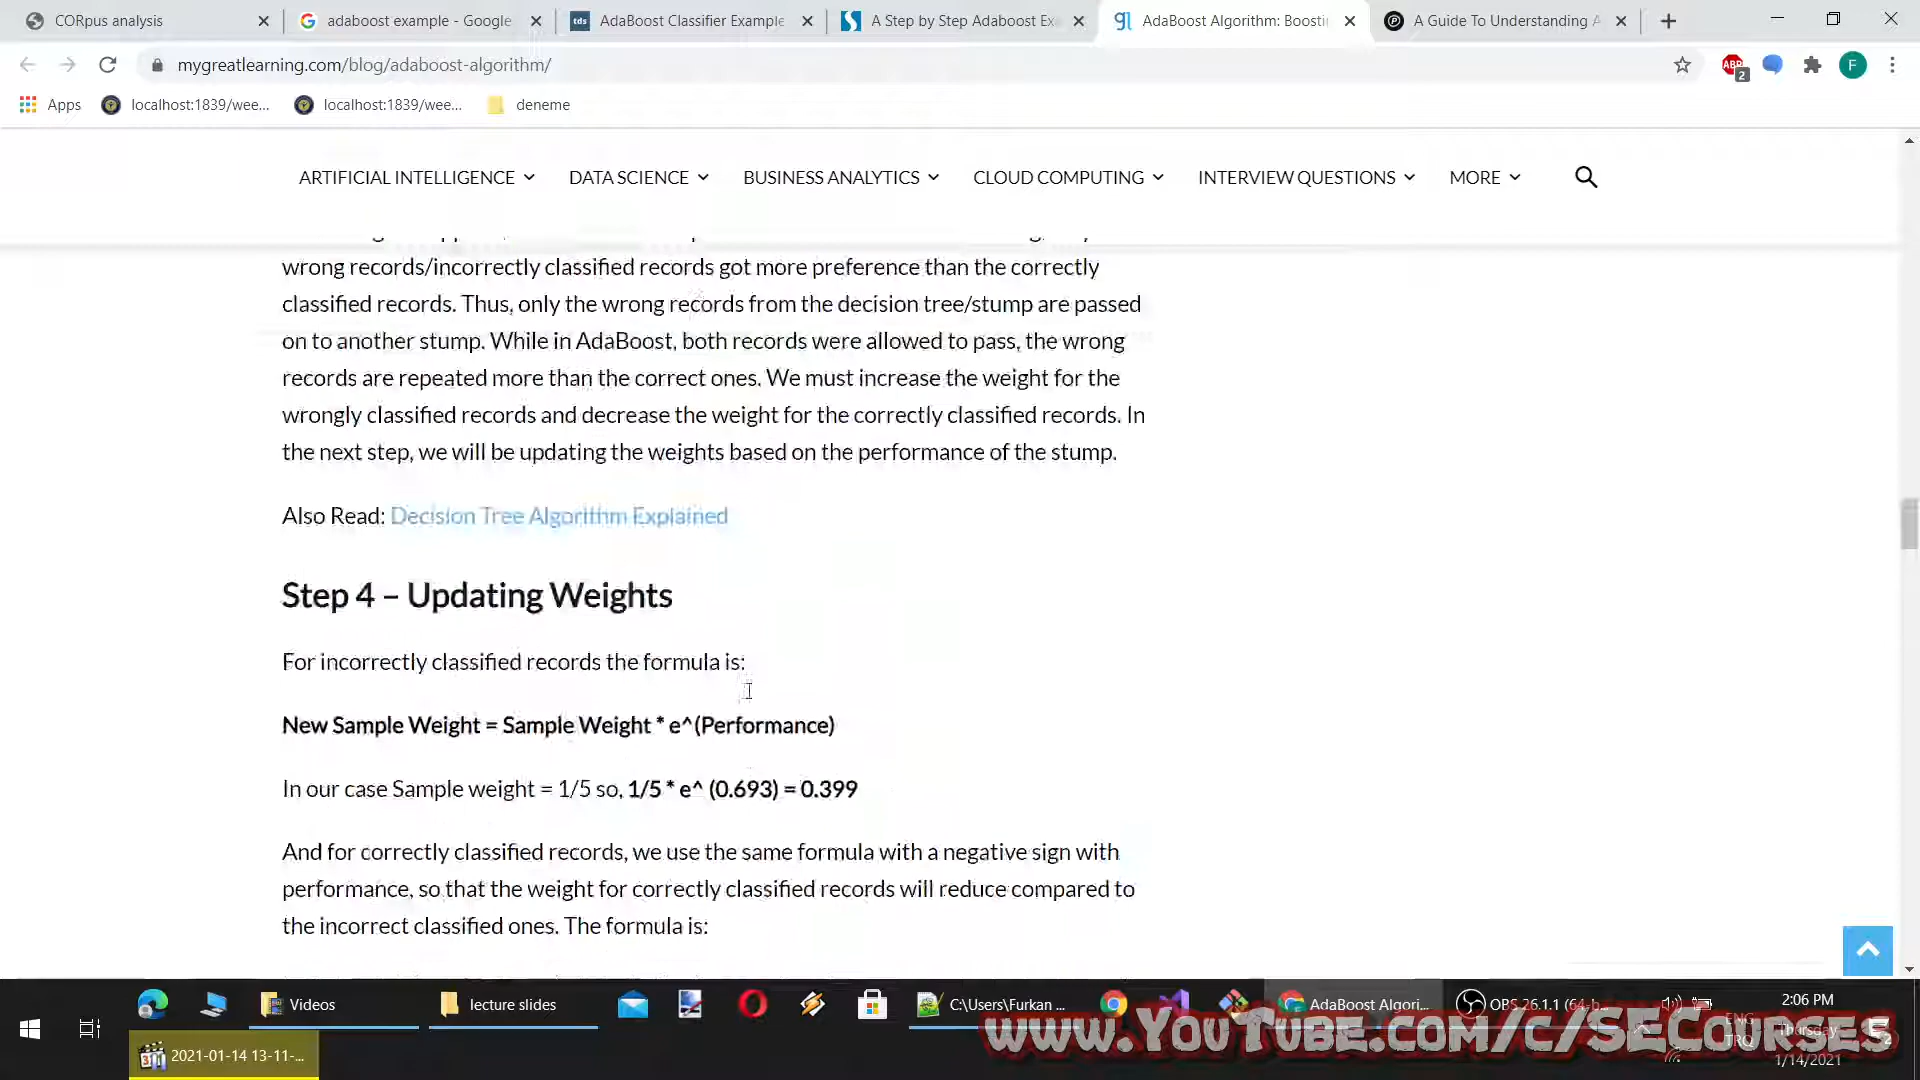 CORpus analysis
adaboost example - Google
AdaBoost Classifier Example
A Step by Step Adaboost Ex
AdaBoost Algorithm: Boosti
A Guide To Understanding A
mygreatlearning.com/blog/adaboost-algorithm/
ABP
2
F
Apps
localhost:1839/wee...
localhost:1839/wee...
deneme
ARTIFICIAL INTELLIGENCE
DATA SCIENCE
BUSINESS ANALYTICS
CLOUD COMPUTING
INTERVIEW QUESTIONS
MORE
wrong records/incorrectly classified records got more preference than the correctly
classified records. Thus, only the wrong records from the decision tree/stump are passed
on to another stump. While in AdaBoost, both records were allowed to pass, the wrong
records are repeated more than the correct ones. We must increase the weight for the
wrongly classified records and decrease the weight for the correctly classified records. In
the next step, we will be updating the weights based on the performance of the stump.
Also Read: Decision Tree Algorithm Explained
Step 4 – Updating Weights
For incorrectly classified records the formula is:
New Sample Weight = Sample Weight * e^(Performance)
In our case Sample weight = 1/5 so, 1/5 * e^ (0.693) = 0.399
And for correctly classified records, we use the same formula with a negative sign with
performance, so that the weight for correctly classified records will reduce compared to
the incorrect classified ones. The formula is:
Videos
lecture slides
C:\Users\Furkan ...
AdaBoost Algori...
OBS 26.1.1 (64-b...
2:06 PM
ENG
TRQ
Thursday
1/14/2021
www.YouTube.com/c/SECourses
2021-01-14 13-11-...